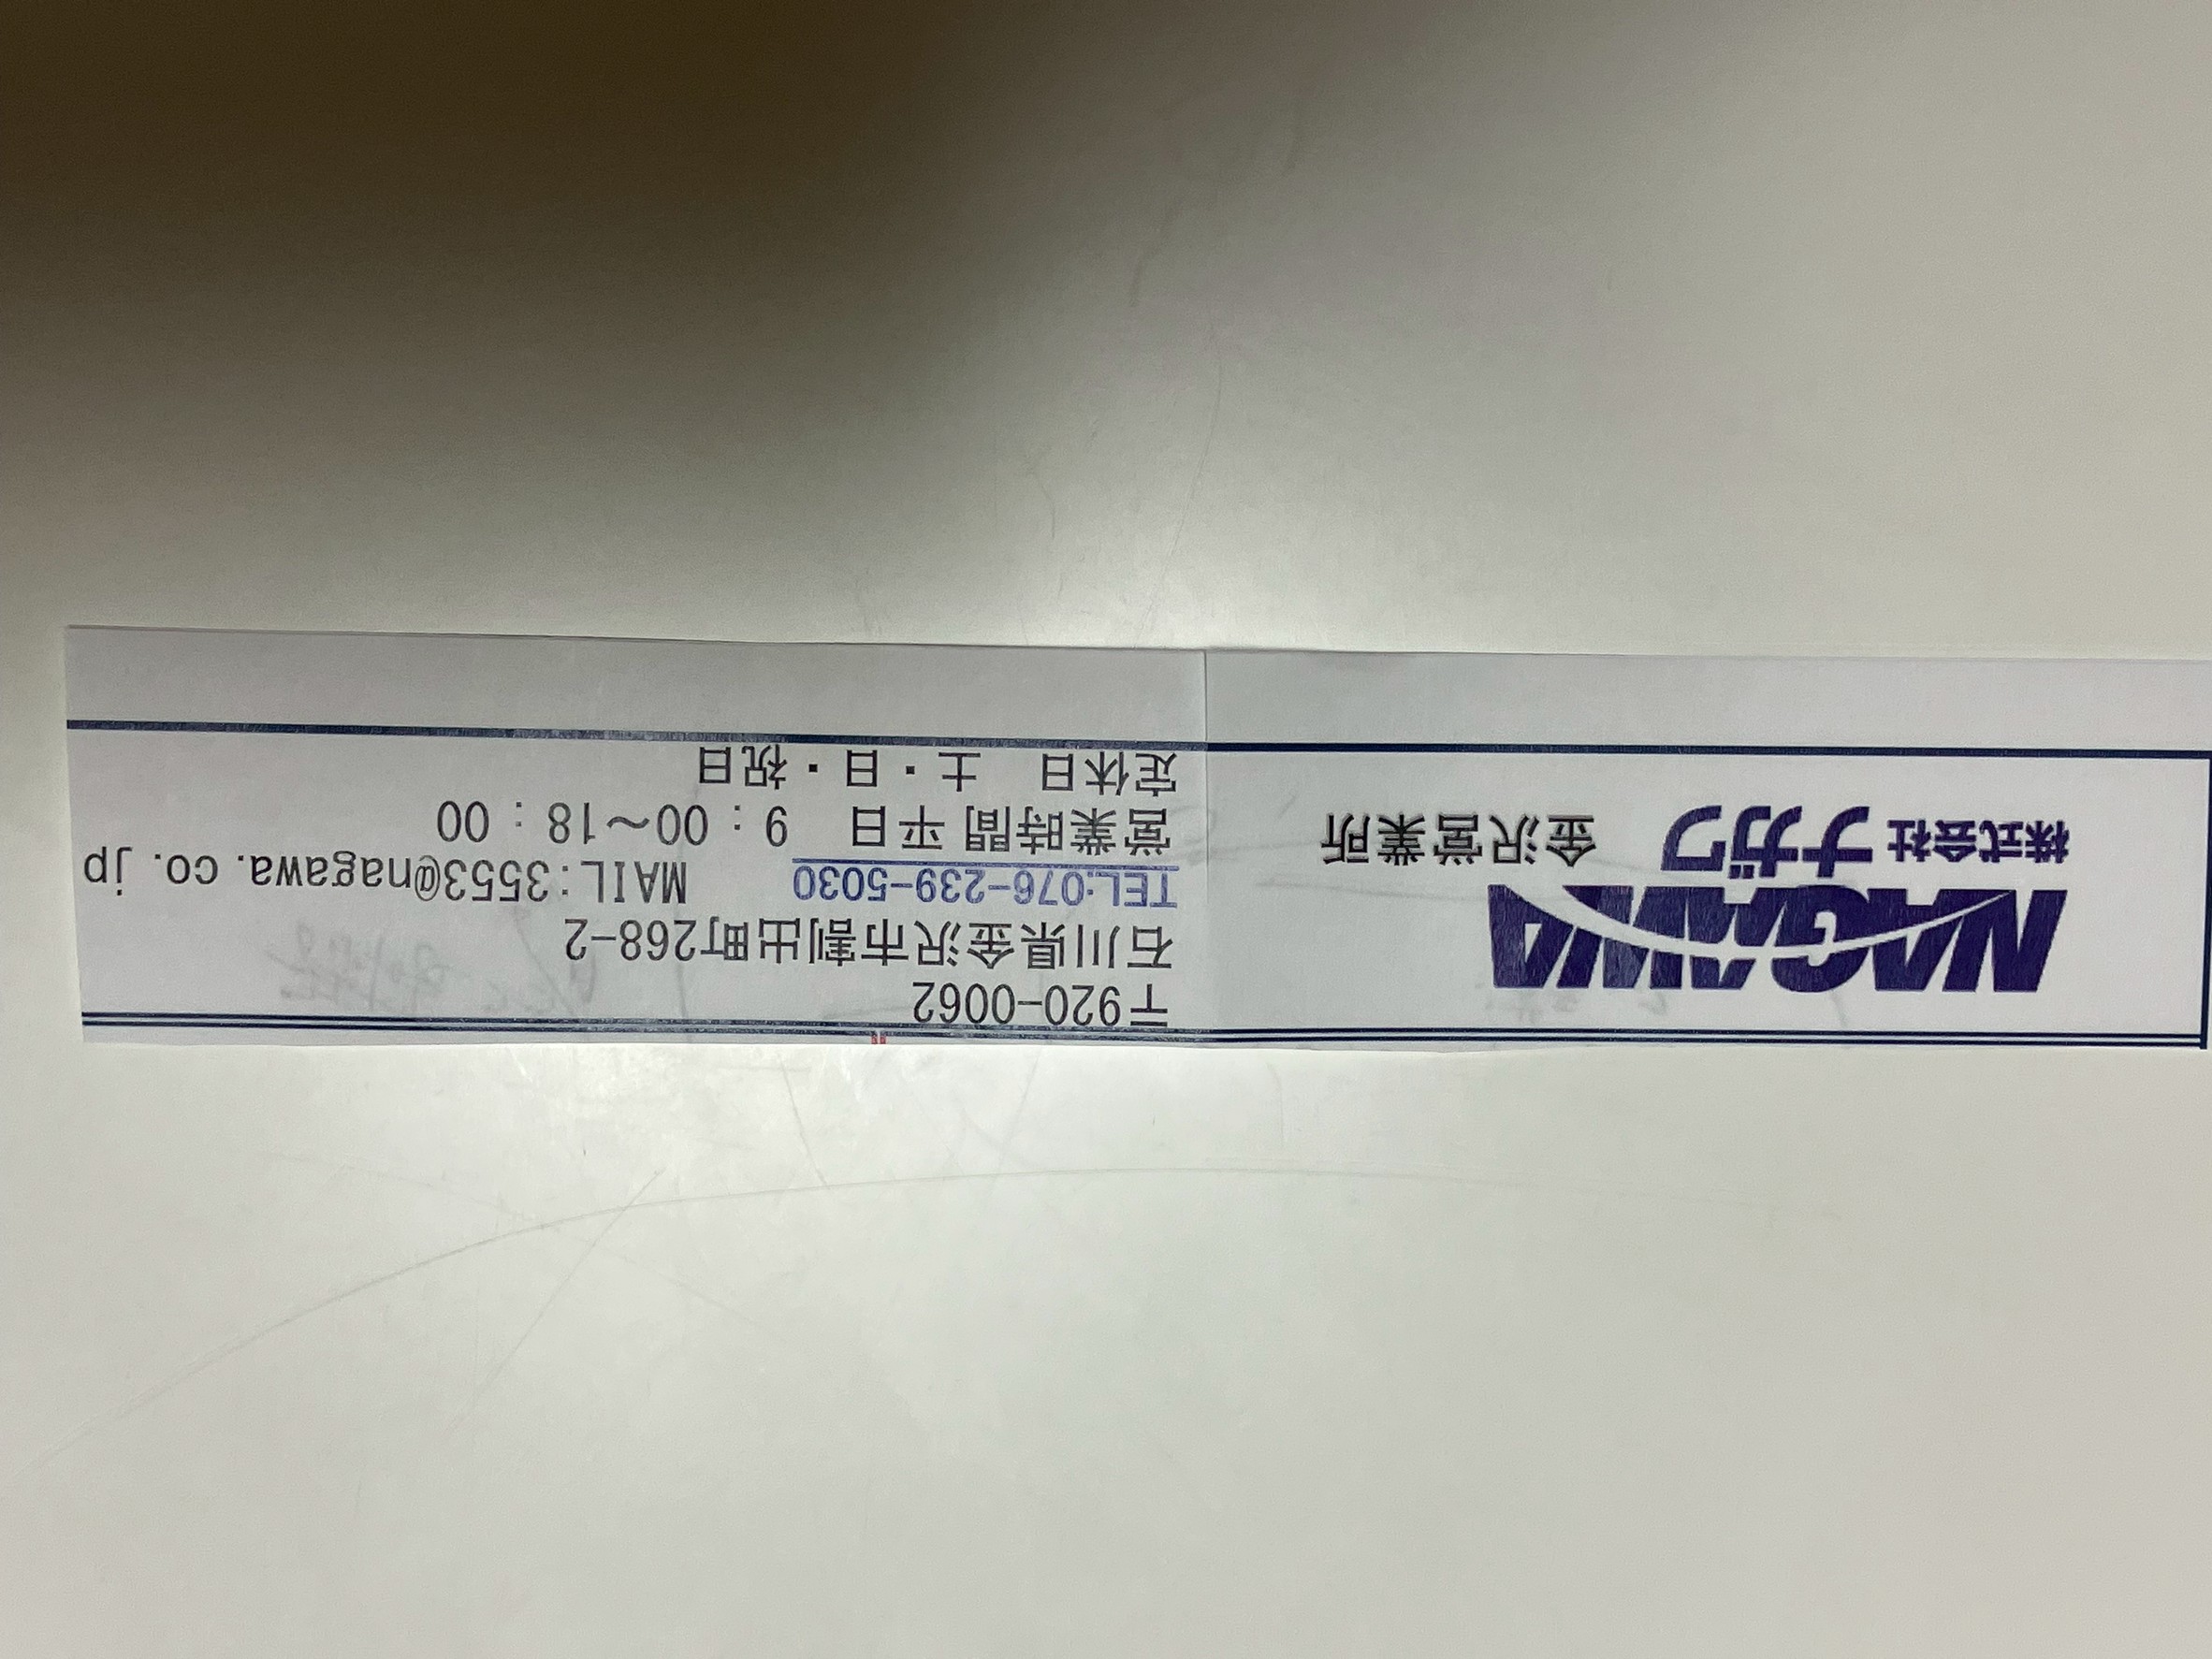 NAGAWA
株式会社 ナガワ 金沢営業所
〒920-0062
石川県金沢市割出町268-2
TEL:076-239-5030 MAIL:3553@nagawa.co.jp
営業時間 平日 9：00～18：00
定休日 土・日・祝日